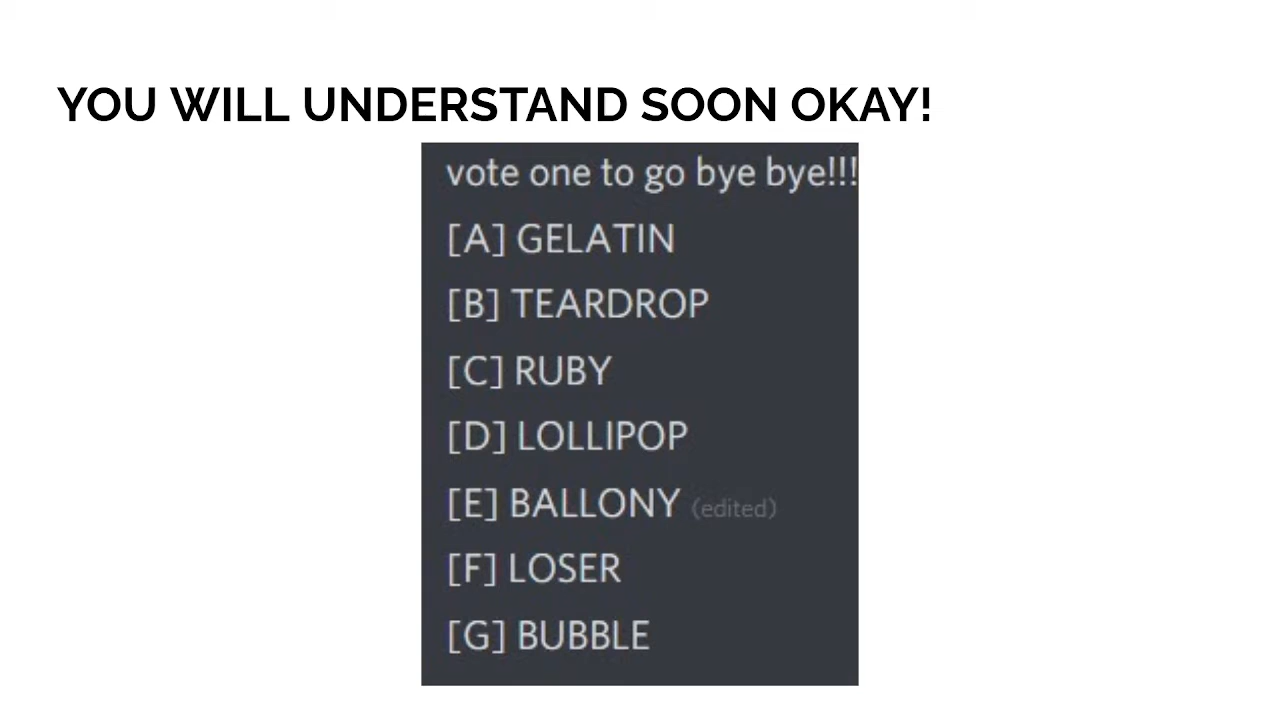 YOU WILL UNDERSTAND SOON OKAY!
vote one to go bye bye!!!
[A] GELATIN
[B] TEARDROP
[C] RUBY
[D] LOLLIPOP
[E] BALLONY (edited)
[F] LOSER
[G] BUBBLE